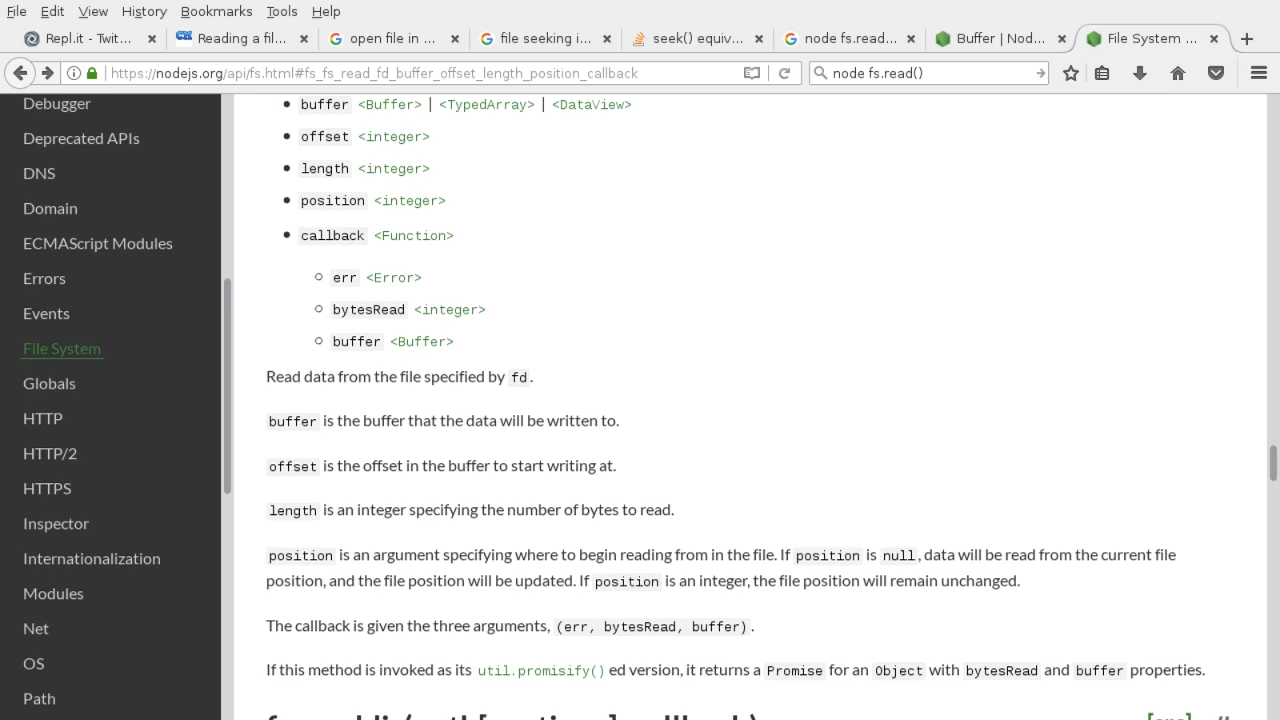 File Edit View History Bookmarks Tools Help
Repl.it - Twit... Reading a fil... open file in ... file seeking i... seek() equiv... node fs.read... Buffer | Nod... File System ...
https://nodejs.org/api/fs.html#fs_fs_read_fd_buffer_offset_length_position_callback node fs.read()
Debugger
Deprecated APIs
DNS
Domain
ECMAScript Modules
Errors
Events
File System
Globals
HTTP
HTTP/2
HTTPS
Inspector
Internationalization
Modules
Net
OS
Path
buffer <Buffer> | <TypedArray> | <DataView>
offset <integer>
length <integer>
position <integer>
callback <Function>
err <Error>
bytesRead <integer>
buffer <Buffer>
Read data from the file specified by fd.
buffer is the buffer that the data will be written to.
offset is the offset in the buffer to start writing at.
length is an integer specifying the number of bytes to read.
position is an argument specifying where to begin reading from in the file. If position is null, data will be read from the current file
position, and the file position will be updated. If position is an integer, the file position will remain unchanged.
The callback is given the three arguments, (err, bytesRead, buffer).
If this method is invoked as its util.promisify() ed version, it returns a Promise for an Object with bytesRead and buffer properties.